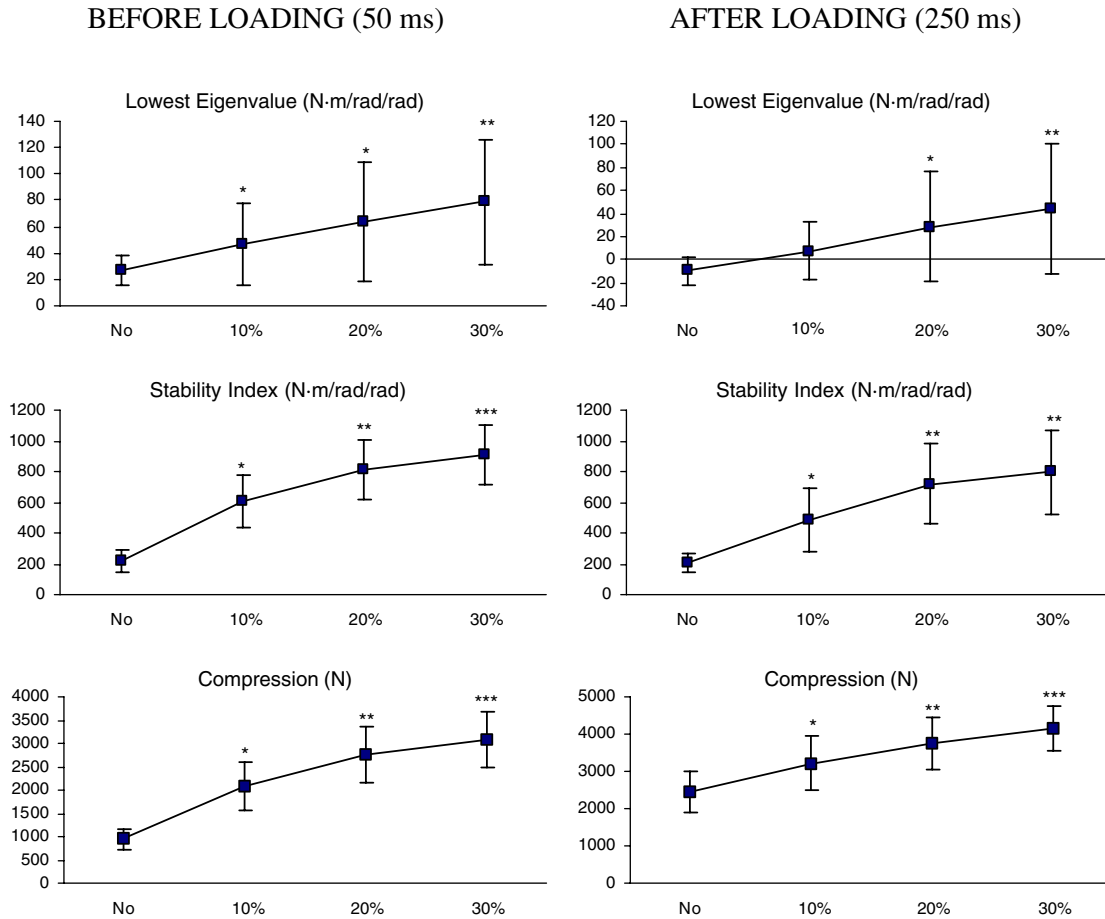 BEFORE LOADING (50 ms)
AFTER LOADING (250 ms)
Lowest Eigenvalue (N·m/rad/rad)
140
120
100
80
60
40
20
0
* * **
No 10% 20% 30%
Lowest Eigenvalue (N·m/rad/rad)
120
100
80
60
40
20
0
-20
-40
* **
No 10% 20% 30%
Stability Index (N·m/rad/rad)
1200
1000
800
600
400
200
0
* ** ***
No 10% 20% 30%
Stability Index (N·m/rad/rad)
1200
1000
800
600
400
200
0
* ** **
No 10% 20% 30%
Compression (N)
4000
3500
3000
2500
2000
1500
1000
500
0
* ** ***
No 10% 20% 30%
Compression (N)
5000
4000
3000
2000
1000
0
* ** ***
No 10% 20% 30%